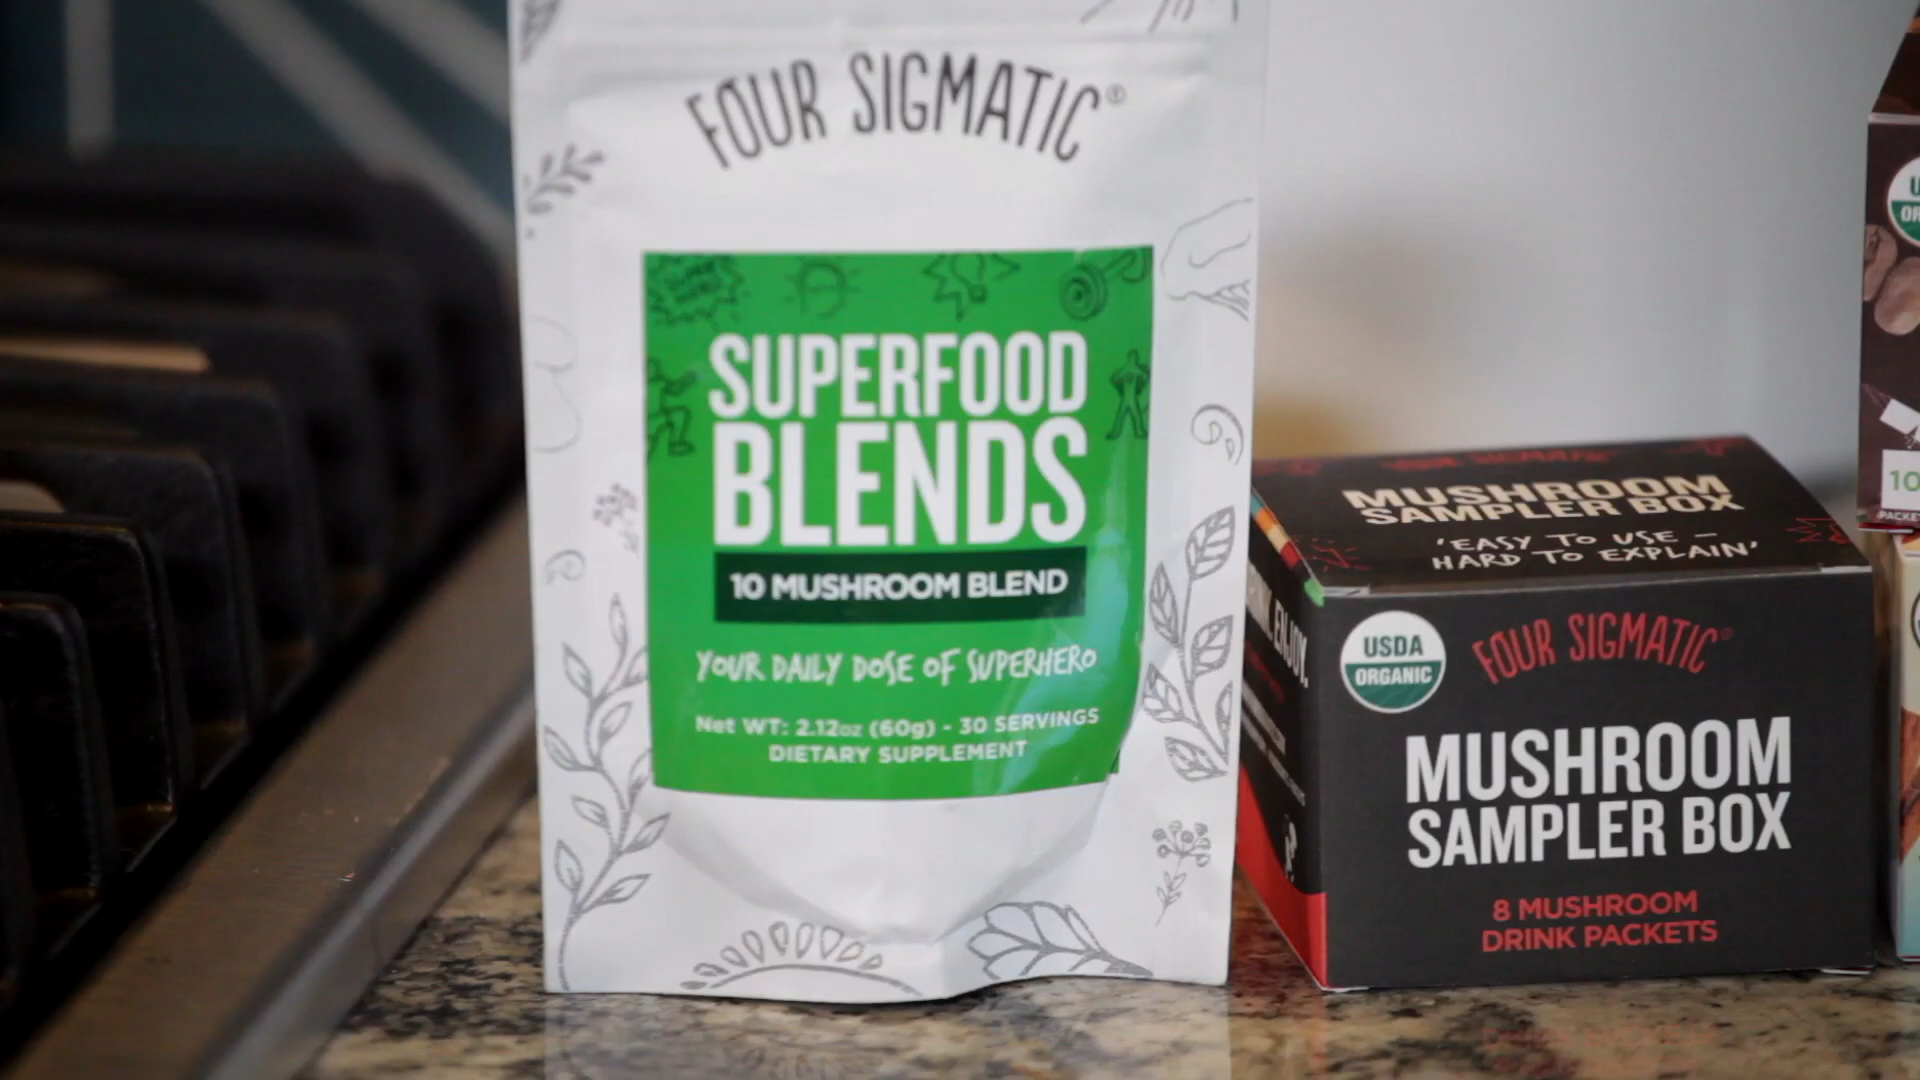 FOUR SIGMATIC®
SUPERFOOD
BLENDS
10 MUSHROOM BLEND
YOUR DAILY DOSE OF SUPERHERO
Net WT: 2.12oz (60g) - 30 SERVINGS
DIETARY SUPPLEMENT
MUSHROOM
SAMPLER BOX
'EASY TO USE –
HARD TO EXPLAIN'
ENJOY.
USDA
ORGANIC
FOUR SIGMATIC®
MUSHROOM
SAMPLER BOX
8 MUSHROOM
DRINK PACKETS
10